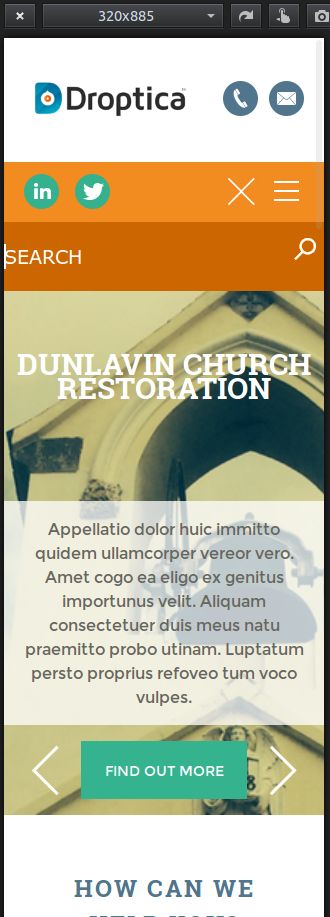 320x885
Droptica
in
SEARCH
DUNLAVIN CHURCH
RESTORATION
Appellatio dolor huic immitto
quidem ullamcorper vereor vero.
Amet cogo ea eligo ex genitus
importunus velit. Aliquam
consectetuer duis meus natu
praemitto probo utinam. Luptatum
persto proprius refoveo tum voco
vulpes.
FIND OUT MORE
HOW CAN WE